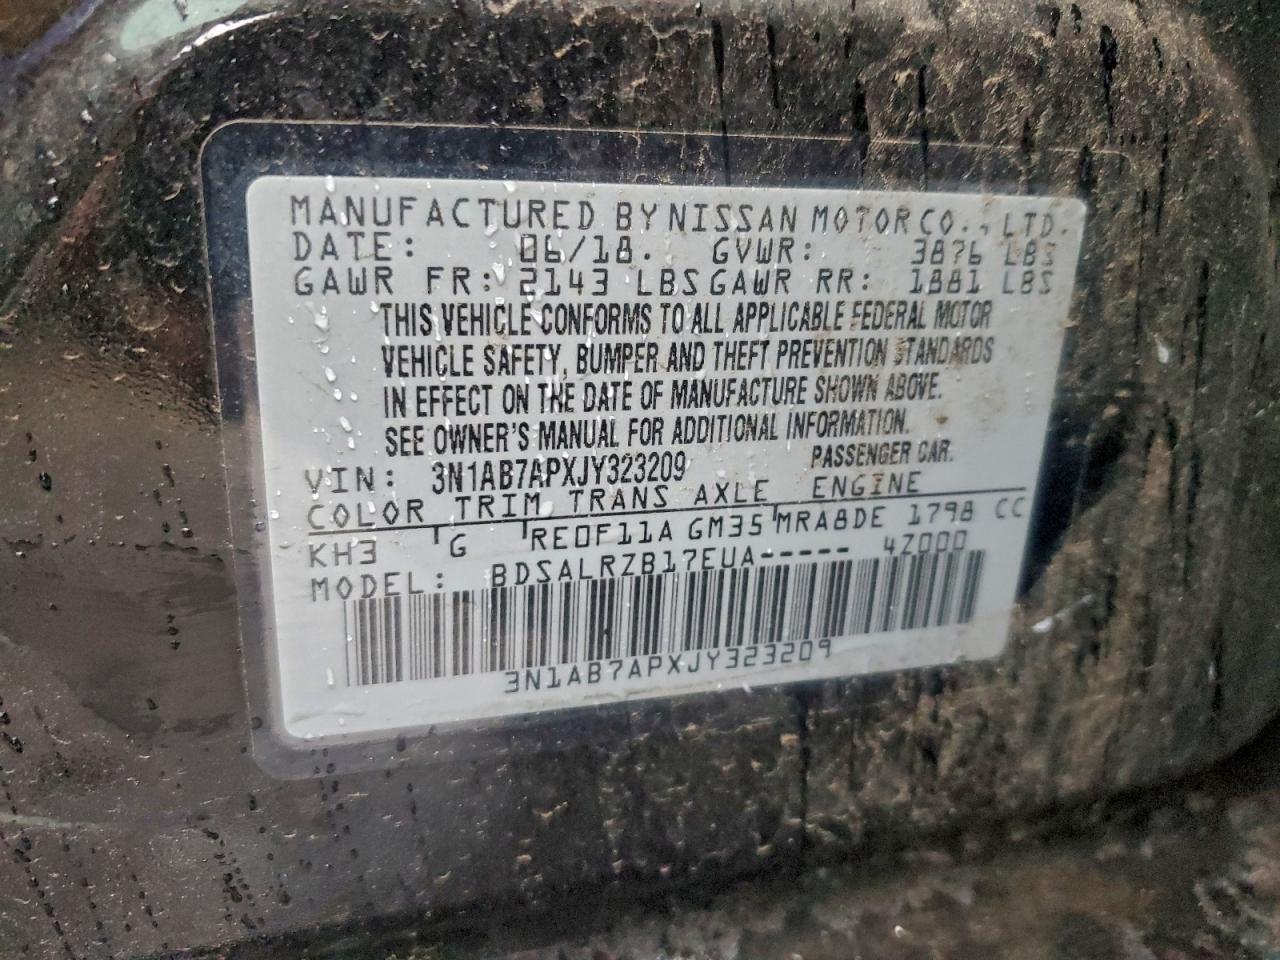 MANUFACTURED BY NISSAN MOTOR CO., LTD.
DATE: 06/18. GVWR: 3876 LBS
GAWR FR: 2143 LBS GAWR RR: 1881 LBS
THIS VEHICLE CONFORMS TO ALL APPLICABLE FEDERAL MOTOR
VEHICLE SAFETY, BUMPER AND THEFT PREVENTION STANDARDS
IN EFFECT ON THE DATE OF MANUFACTURE SHOWN ABOVE.
SEE OWNER'S MANUAL FOR ADDITIONAL INFORMATION.
VIN: 3N1AB7APXJY323209 PASSENGER CAR.
COLOR TRIM TRANS AXLE ENGINE
KH3 G RE0F11A GM35 MRA8DE 1798 CC
MODEL: BDSALRZB17EUA----- 4Z000
3N1AB7APXJY323209